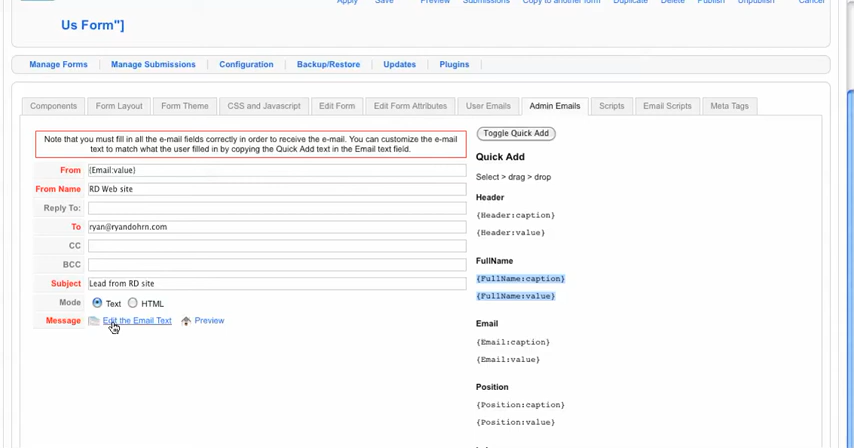 Apply Save Preview Submissions Copy to another form Duplicate Delete Publish Unpublish Cancel
Us Form"]
Manage Forms Manage Submissions Configuration Backup/Restore Updates Plugins
Components Form Layout Form Theme CSS and Javascript Edit Form Edit Form Attributes User Emails Admin Emails Scripts Email Scripts Meta Tags
Note that you must fill in all the e-mail fields correctly in order to receive the e-mail. You can customize the e-mail
text to match what the user filled in by copying the Quick Add text in the Email text field.
From {Email:value}
From Name RD Web site
Reply To:
To ryan@ryandohrn.com
CC
BCC
Subject Lead from RD site
Mode Text HTML
Message Edit the Email Text Preview
Toggle Quick Add
Quick Add
Select > drag > drop
Header
{Header:caption}
{Header:value}
FullName
{FullName:caption}
{FullName:value}
Email
{Email:caption}
{Email:value}
Position
{Position:caption}
{Position:value}